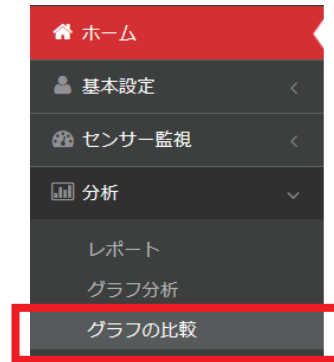 ホーム
基本設定
センサー監視
分析
レポート
グラフ分析
グラフの比較